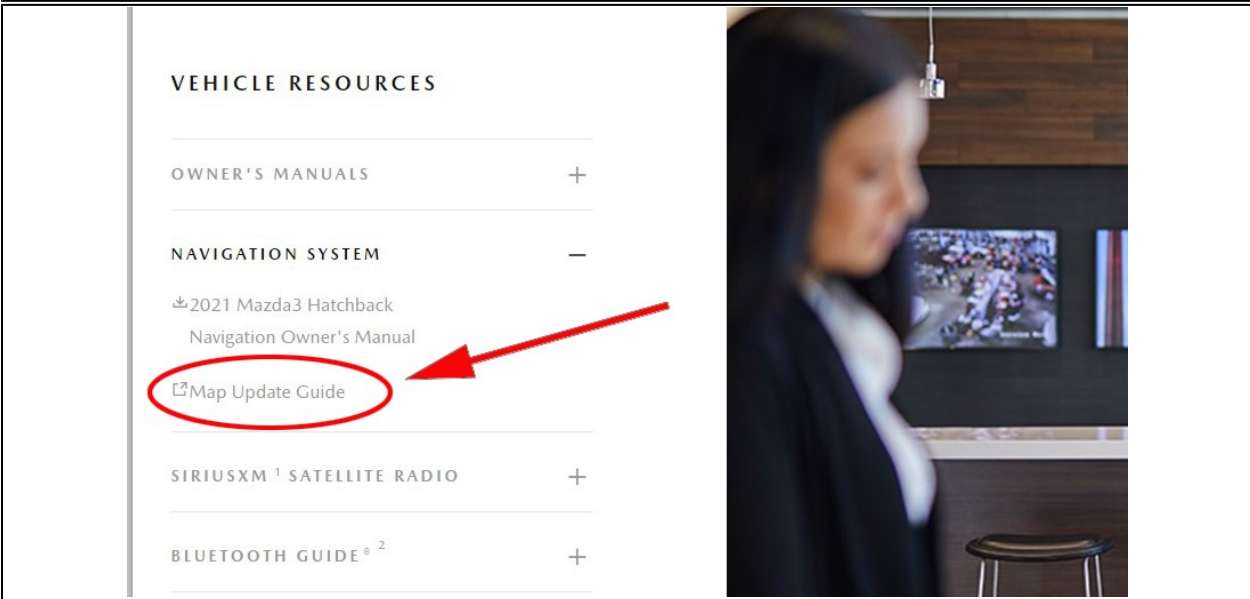 VEHICLE RESOURCES
OWNER'S MANUALS
NAVIGATION SYSTEM
2021 Mazda3 Hatchback
Navigation Owner's Manual
Map Update Guide
SIRIUSXM ¹ SATELLITE RADIO
BLUETOOTH GUIDE® ²